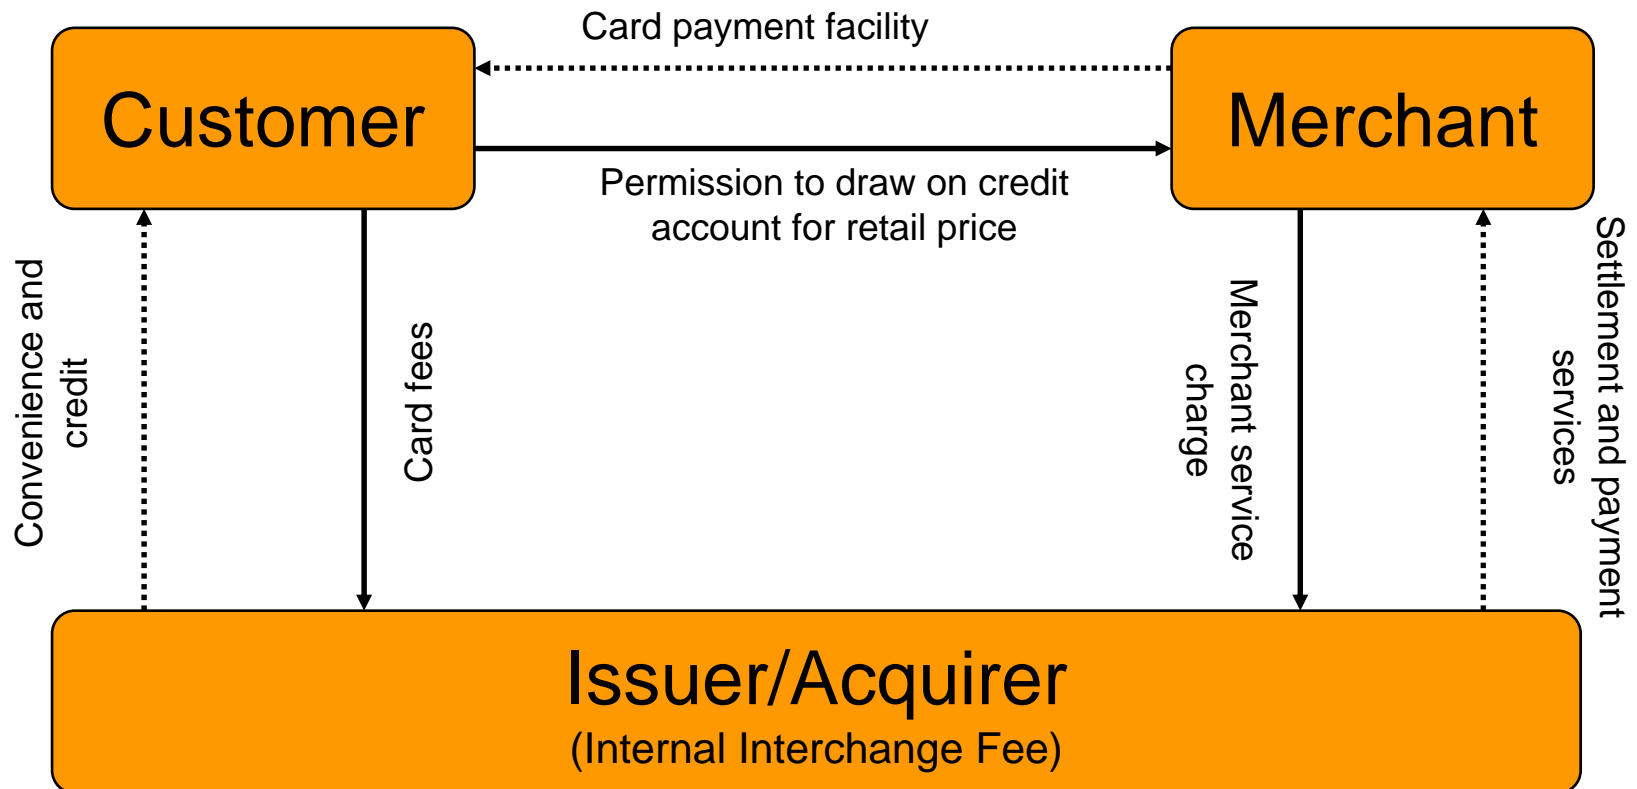 Card payment facility
Customer
Merchant
Permission to draw on credit
account for retail price
Convenience and
credit
Card fees
Merchant service
charge
Settlement and payment
services
Issuer/Acquirer
(Internal Interchange Fee)